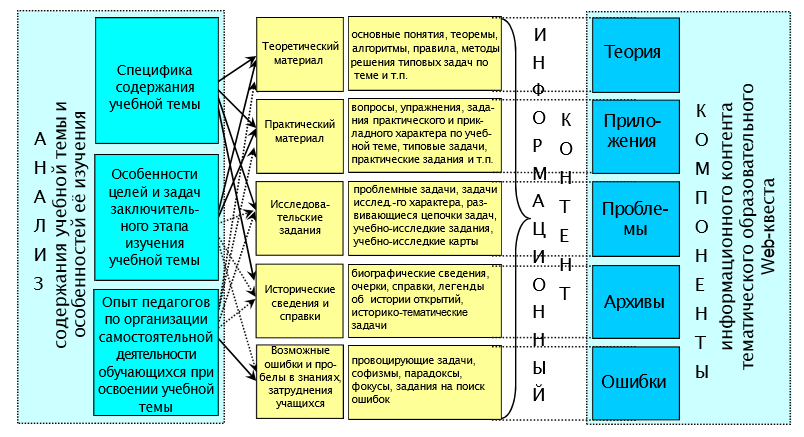 АНАЛИЗ
содержания учебной темы и
особенностей её изучения
Специфика
содержания
учебной темы
Особенности
целей и задач
заключитель-
ного этапа
изучения
учебной темы
Опыт педагогов
по организации
самостоятельной
деятельности
обучающихся при
освоении учебной
темы
Теоретический
материал
основные понятия, теоремы,
алгоритмы, правила, методы
решения типовых задач по
теме и т.п.
Практический
материал
вопросы, упражнения, зада-
ния практического и прик-
ладного характера по учеб-
ной теме, типовые задачи,
практические задания и т.п.
Исследова-
тельские
задания
проблемные задачи, задачи
исслед.-го характера, раз-
вивающиеся цепочки задач,
учебно-исследкие задания,
учебно-исследкие карты
Исторические
сведения и
справки
биографические сведения,
очерки, справки, легенды
об истории открытий,
историко-тематические
задачи
Возможные
ошибки и про-
белы в знаниях,
затруднения
учащихся
провоцирующие задачи,
софизмы, парадоксы,
фокусы, задания на поиск
ошибок
ИНФОРМАЦИОННЫЙ
КОНТЕНТ
Теория
Прило-
жения
Пробле-
мы
Архивы
Ошибки
КОМПОНЕНТЫ
информационного контента
тематического образовательного
Web-квеста